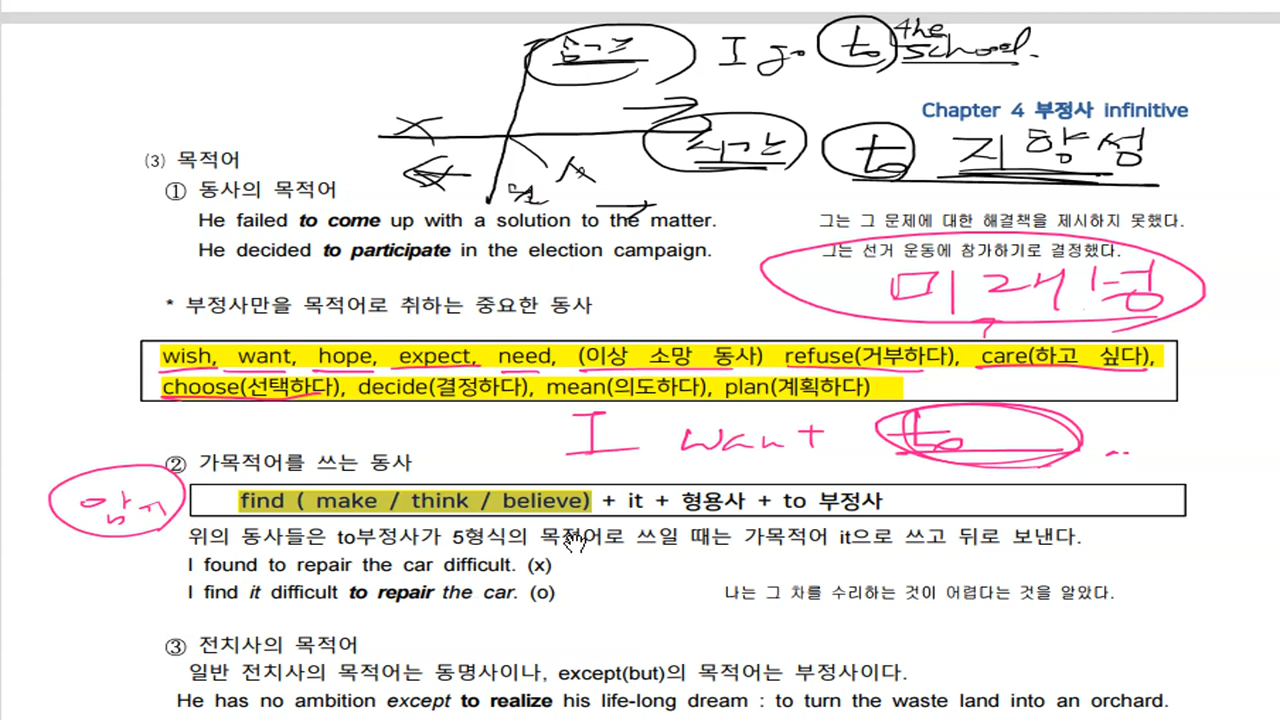 공간
I go to the school.
Chapter 4 부정사 infinitive
X
시간
to 지향성
(3) 목적어
① 동사의 목적어
He failed to come up with a solution to the matter. 그는 그 문제에 대한 해결책을 제시하지 못했다.
He decided to participate in the election campaign. 그는 선거 운동에 참가하기로 결정했다.
미래성
* 부정사만을 목적어로 취하는 중요한 동사
wish, want, hope, expect, need, (이상 소망 동사) refuse(거부하다), care(하고 싶다),
choose(선택하다), decide(결정하다), mean(의도하다), plan(계획하다)
I want to ..
② 가목적어를 쓰는 동사
암기
find ( make / think / believe) + it + 형용사 + to 부정사
위의 동사들은 to부정사가 5형식의 목적어로 쓰일 때는 가목적어 it으로 쓰고 뒤로 보낸다.
I found to repair the car difficult. (x)
I find it difficult to repair the car. (o) 나는 그 차를 수리하는 것이 어렵다는 것을 알았다.
③ 전치사의 목적어
일반 전치사의 목적어는 동명사이나, except(but)의 목적어는 부정사이다.
He has no ambition except to realize his life-long dream : to turn the waste land into an orchard.